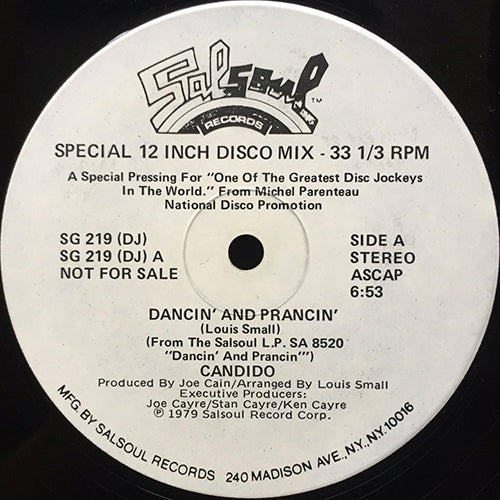 Salsoul TM
RECORDS
SPECIAL 12 INCH DISCO MIX - 33 1/3 RPM
A Special Pressing For "One Of The Greatest Disc Jockeys
In The World." From Michel Parenteau
National Disco Promotion
SG 219 (DJ)
SG 219 (DJ) A
NOT FOR SALE
SIDE A
STEREO
ASCAP
6:53
DANCIN' AND PRANCIN'
(Louis Small)
(From The Salsoul L.P. SA 8520
"Dancin' And Prancin'")
CANDIDO
Produced By Joe Cain/Arranged By Louis Small
Executive Producers:
Joe Cayre/Stan Cayre/Ken Cayre
℗ 1979 Salsoul Record Corp.
MFG. BY SALSOUL RECORDS 240 MADISON AVE., N.Y., N.Y. 10016